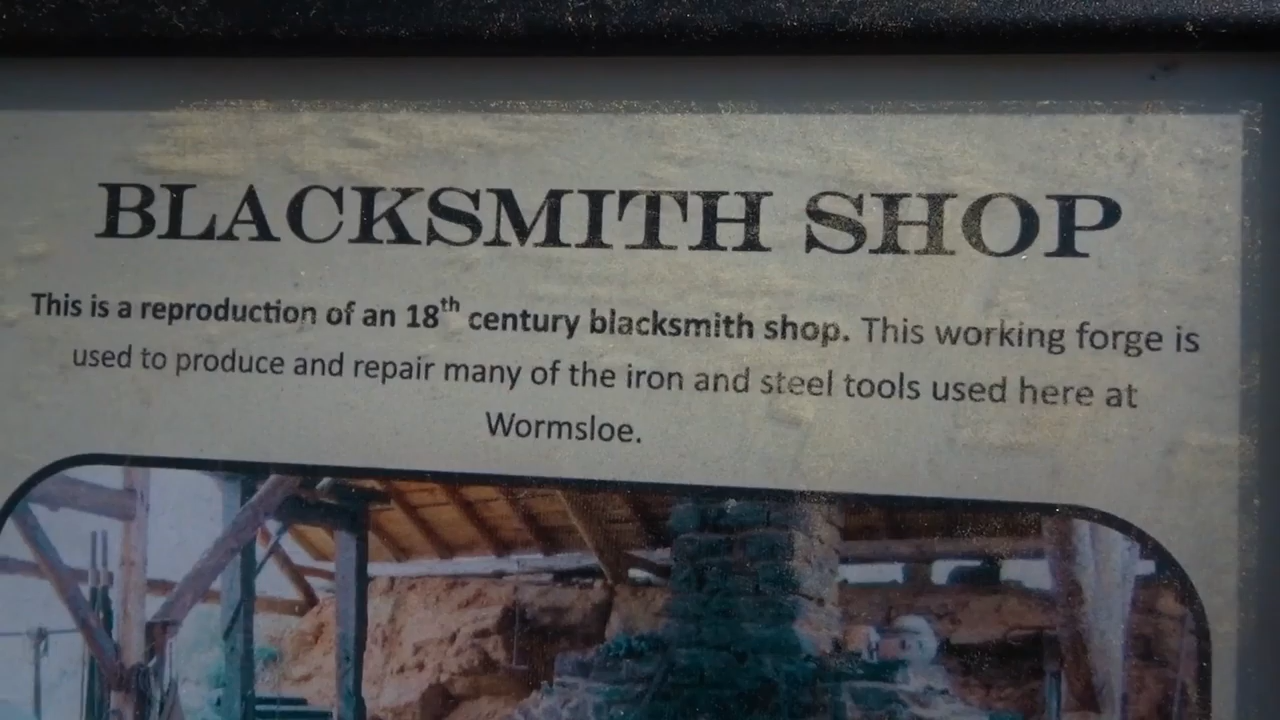 BLACKSMITH SHOP
This is a reproduction of an 18th century blacksmith shop. This working forge is
used to produce and repair many of the iron and steel tools used here at
Wormsloe.